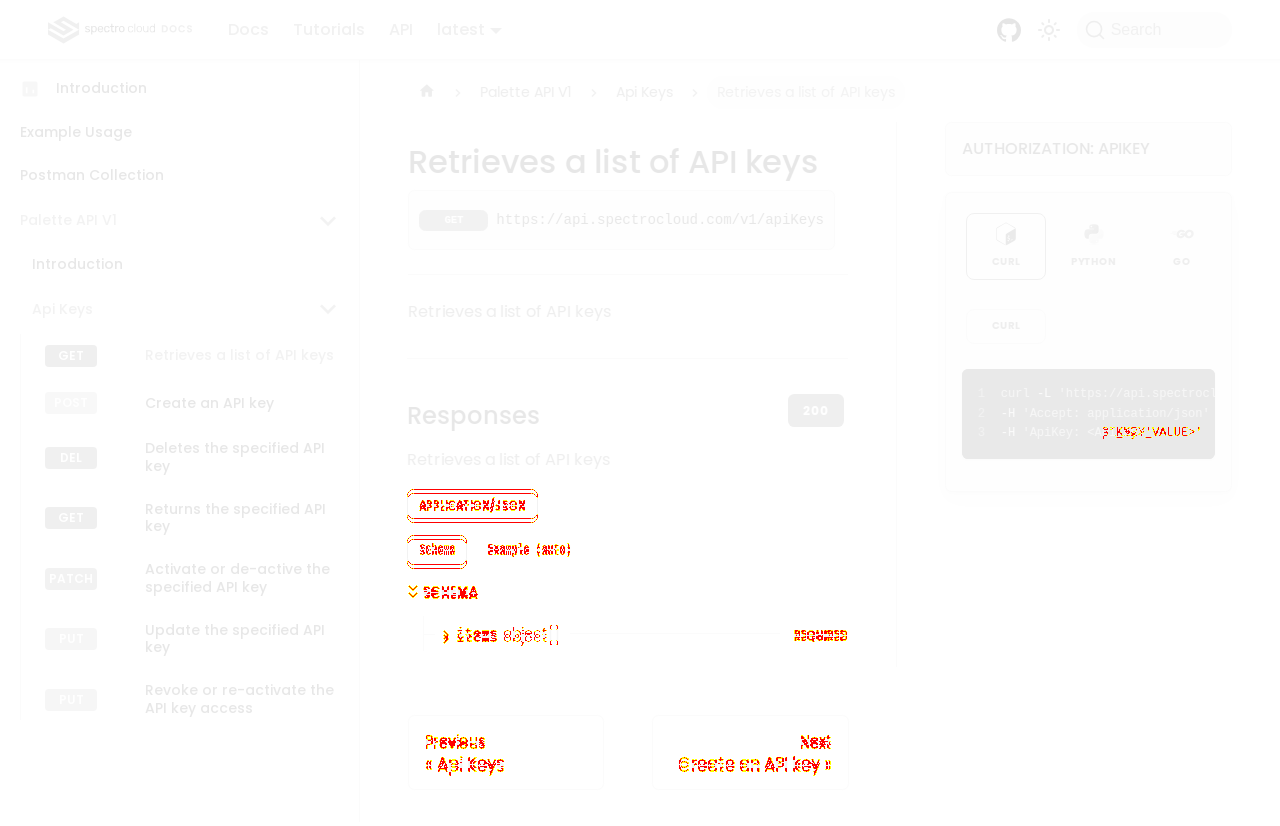 spectro cloud DOCS
Docs
Tutorials
API
latest
Search
Introduction
Example Usage
Postman Collection
Palette API V1
Introduction
Api Keys
GET Retrieves a list of API keys
POST Create an API key
DEL Deletes the specified API
key
GET Returns the specified API
key
PATCH Activate or de-active the
specified API key
PUT Update the specified API
key
PUT Revoke or re-activate the
API key access
Palette API V1
Api Keys
Retrieves a list of API keys
Retrieves a list of API keys
GET https://api.spectrocloud.com/v1/apiKeys
Retrieves a list of API keys
Responses
200
Retrieves a list of API keys
APPLICATION/JSON
Schema
Example (auto)
SCHEMA
items object[]
REQUIRED
Previous
« Api Keys
Next
Create an API key »
AUTHORIZATION: APIKEY
CURL
PYTHON
GO
GO
CURL
1 curl -L 'https://api.spectrocl
2 -H 'Accept: application/json'
3 -H 'ApiKey: VALUE>'